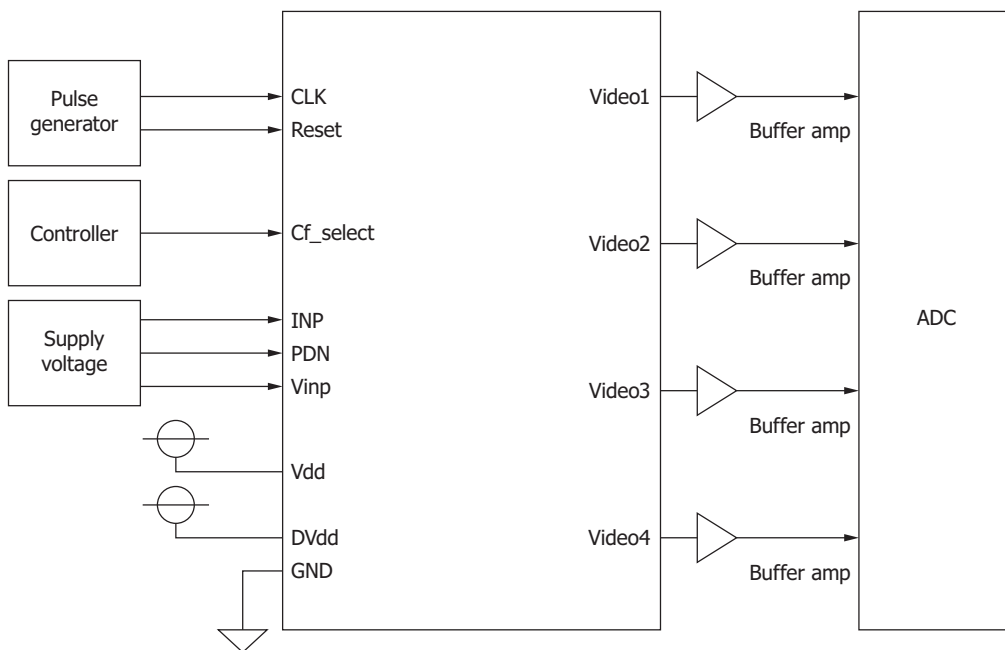 Pulse
generator
Controller
Supply
voltage
CLK
Reset
Cf_select
INP
PDN
Vinp
Vdd
DVdd
GND
Video1
Video2
Video3
Video4
Buffer amp
Buffer amp
Buffer amp
Buffer amp
ADC